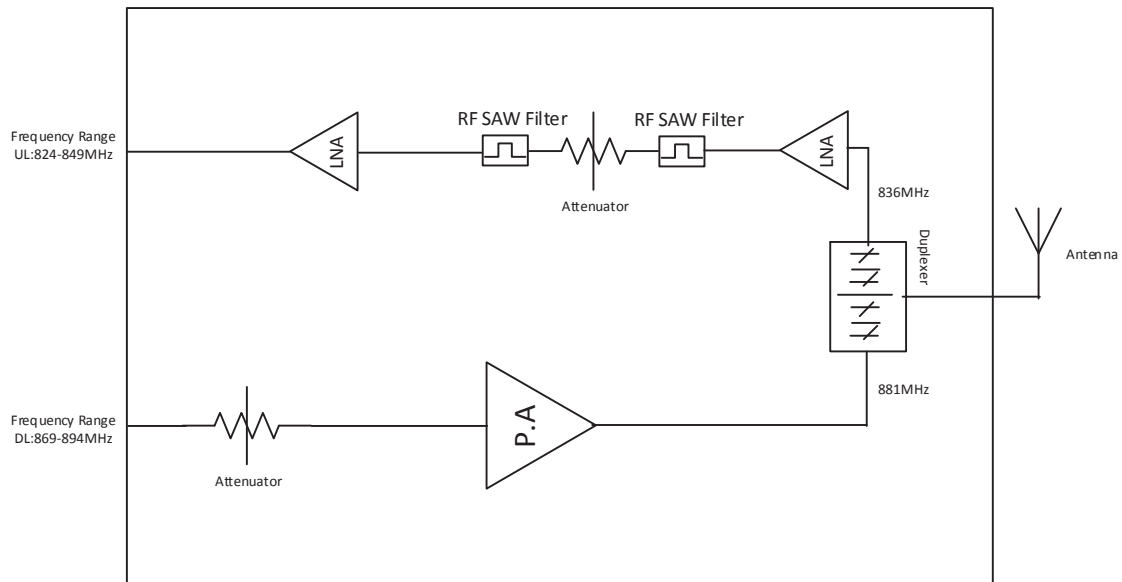 RF SAW Filter
RF SAW Filter
Frequency Range
UL:824-849MHz
LNA
LNA
Attenuator
836MHz
Duplexer
Antenna
881MHz
Frequency Range
DL:869-894MHz
P.A
Attenuator